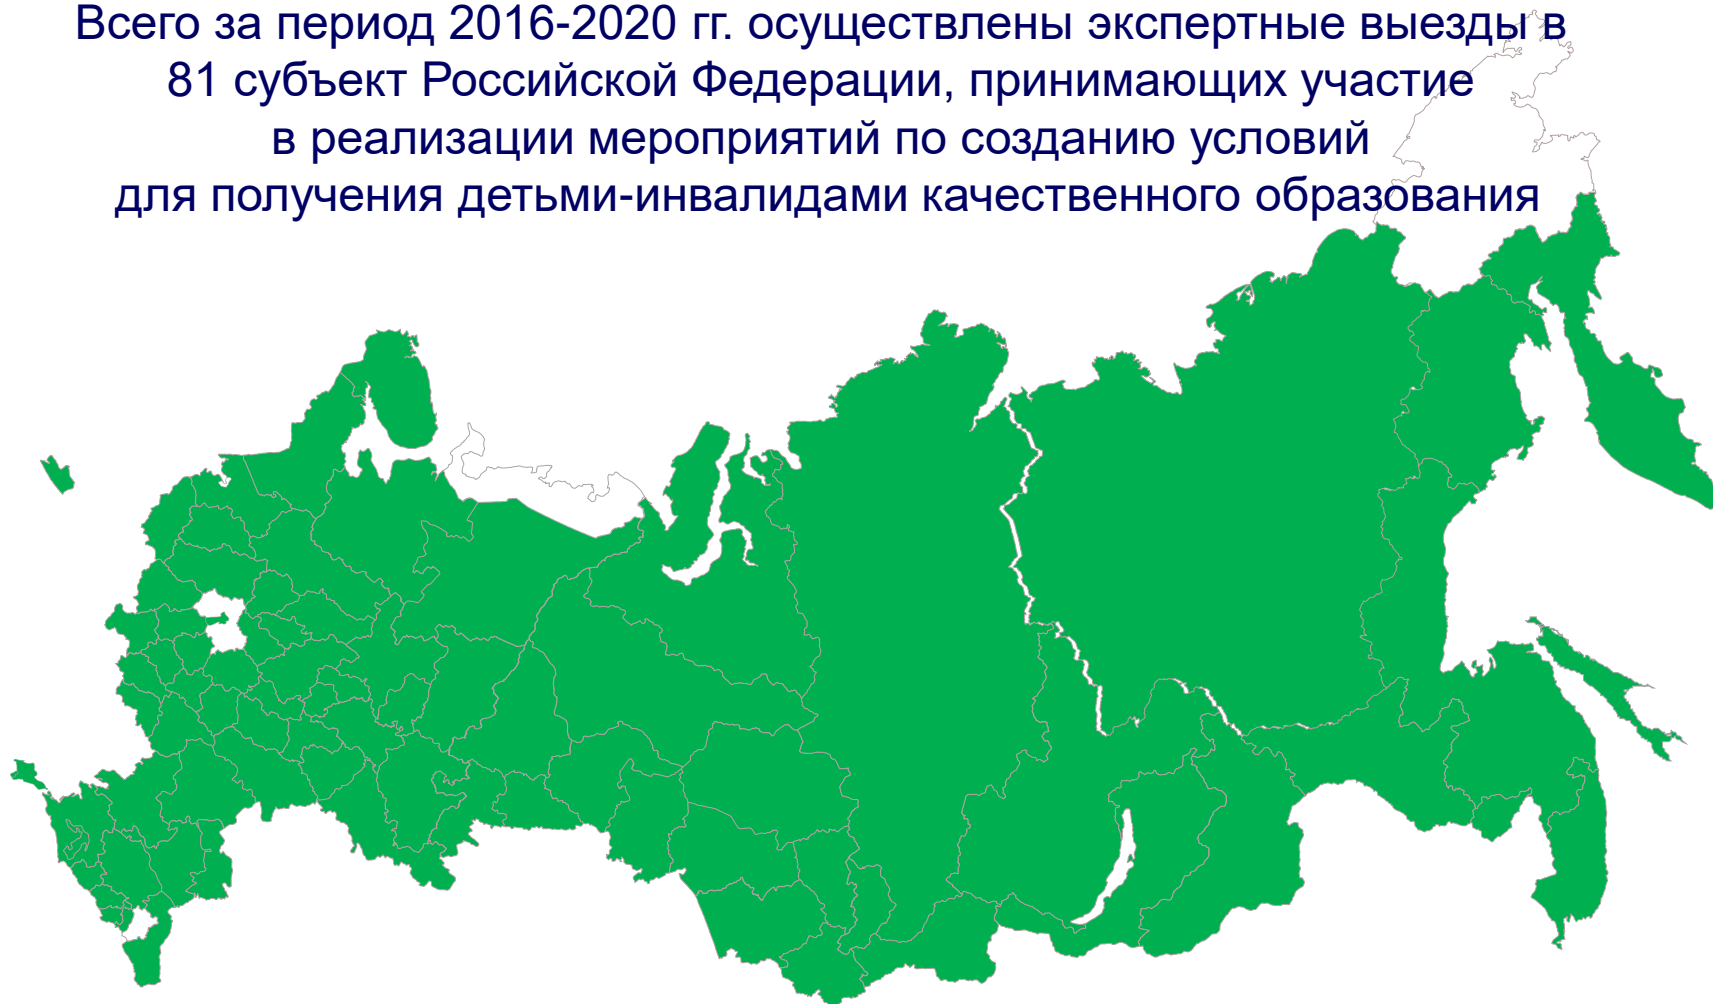 Всего за период 2016-2020 гг. осуществлены экспертные выезды в
81 субъект Российской Федерации, принимающих участие
в реализации мероприятий по созданию условий
для получения детьми-инвалидами качественного образования